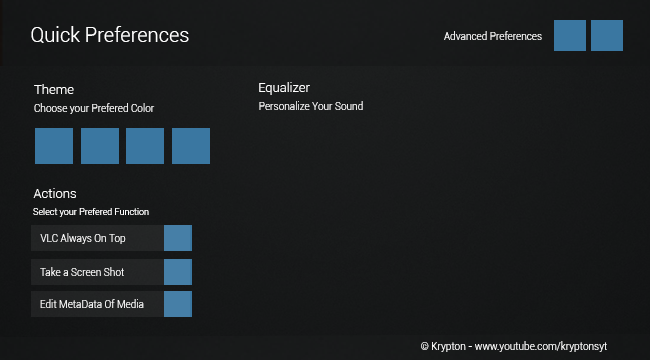 Quick Preferences
Advanced Preferences
Theme
Choose your Prefered Color
Equalizer
Personalize Your Sound
Actions
Select your Prefered Function
VLC Always On Top
Take a Screen Shot
Edit MetaData Of Media
© Krypton - www.youtube.com/kryptonsyt